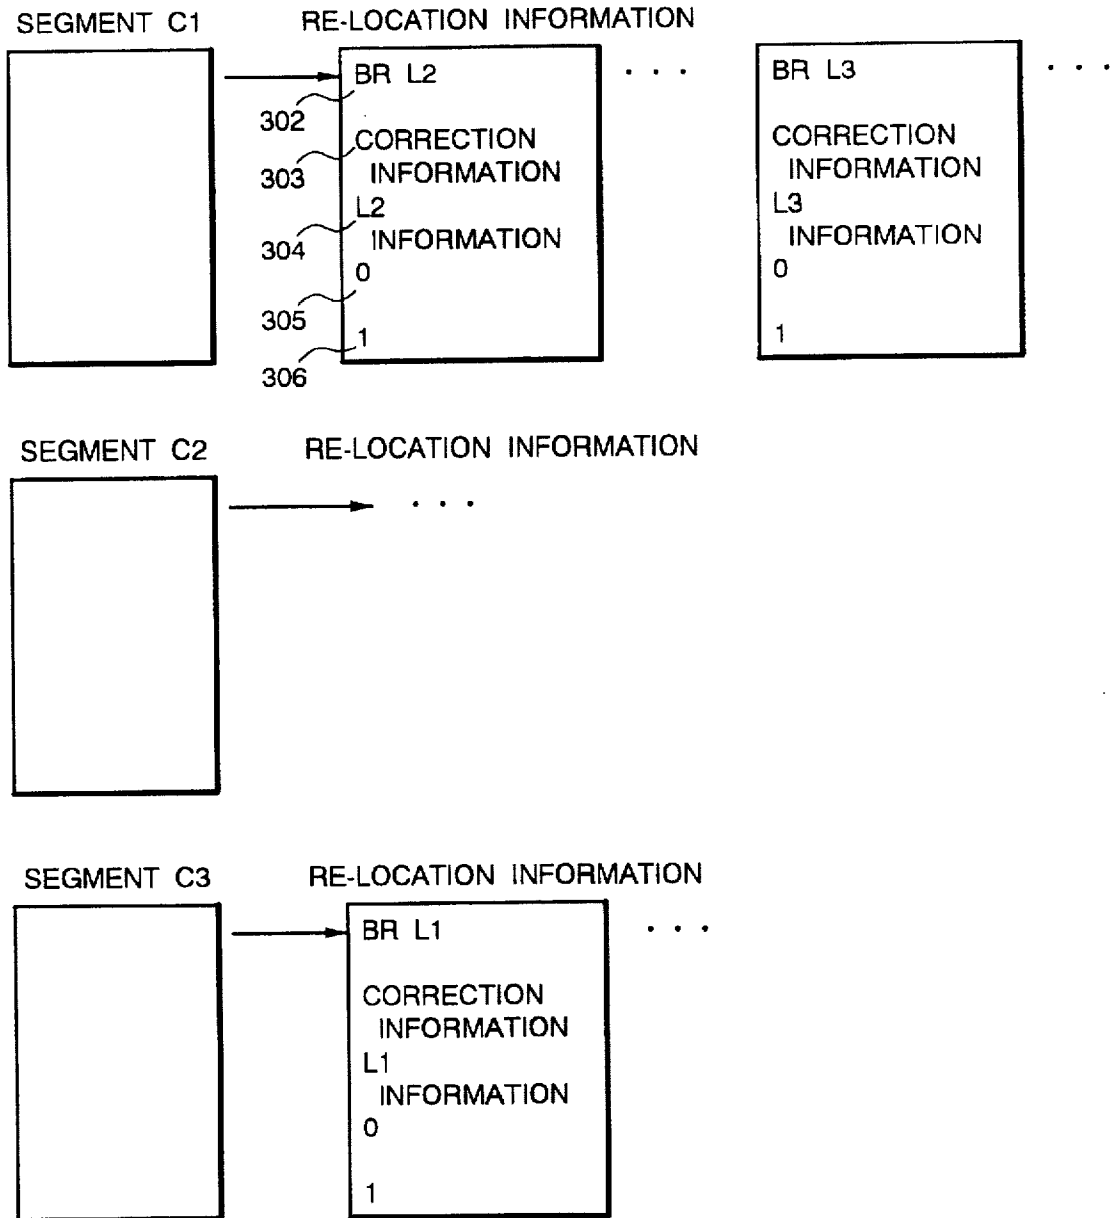 SEGMENT C1 RE-LOCATION INFORMATION
BR L2 · · · BR L3 · · ·
302
CORRECTION CORRECTION
303 INFORMATION INFORMATION
L2 L3
304 INFORMATION INFORMATION
0 0
305
1 1
306
SEGMENT C2 RE-LOCATION INFORMATION
· · ·
SEGMENT C3 RE-LOCATION INFORMATION
BR L1 · · ·
CORRECTION
INFORMATION
L1
INFORMATION
0
1